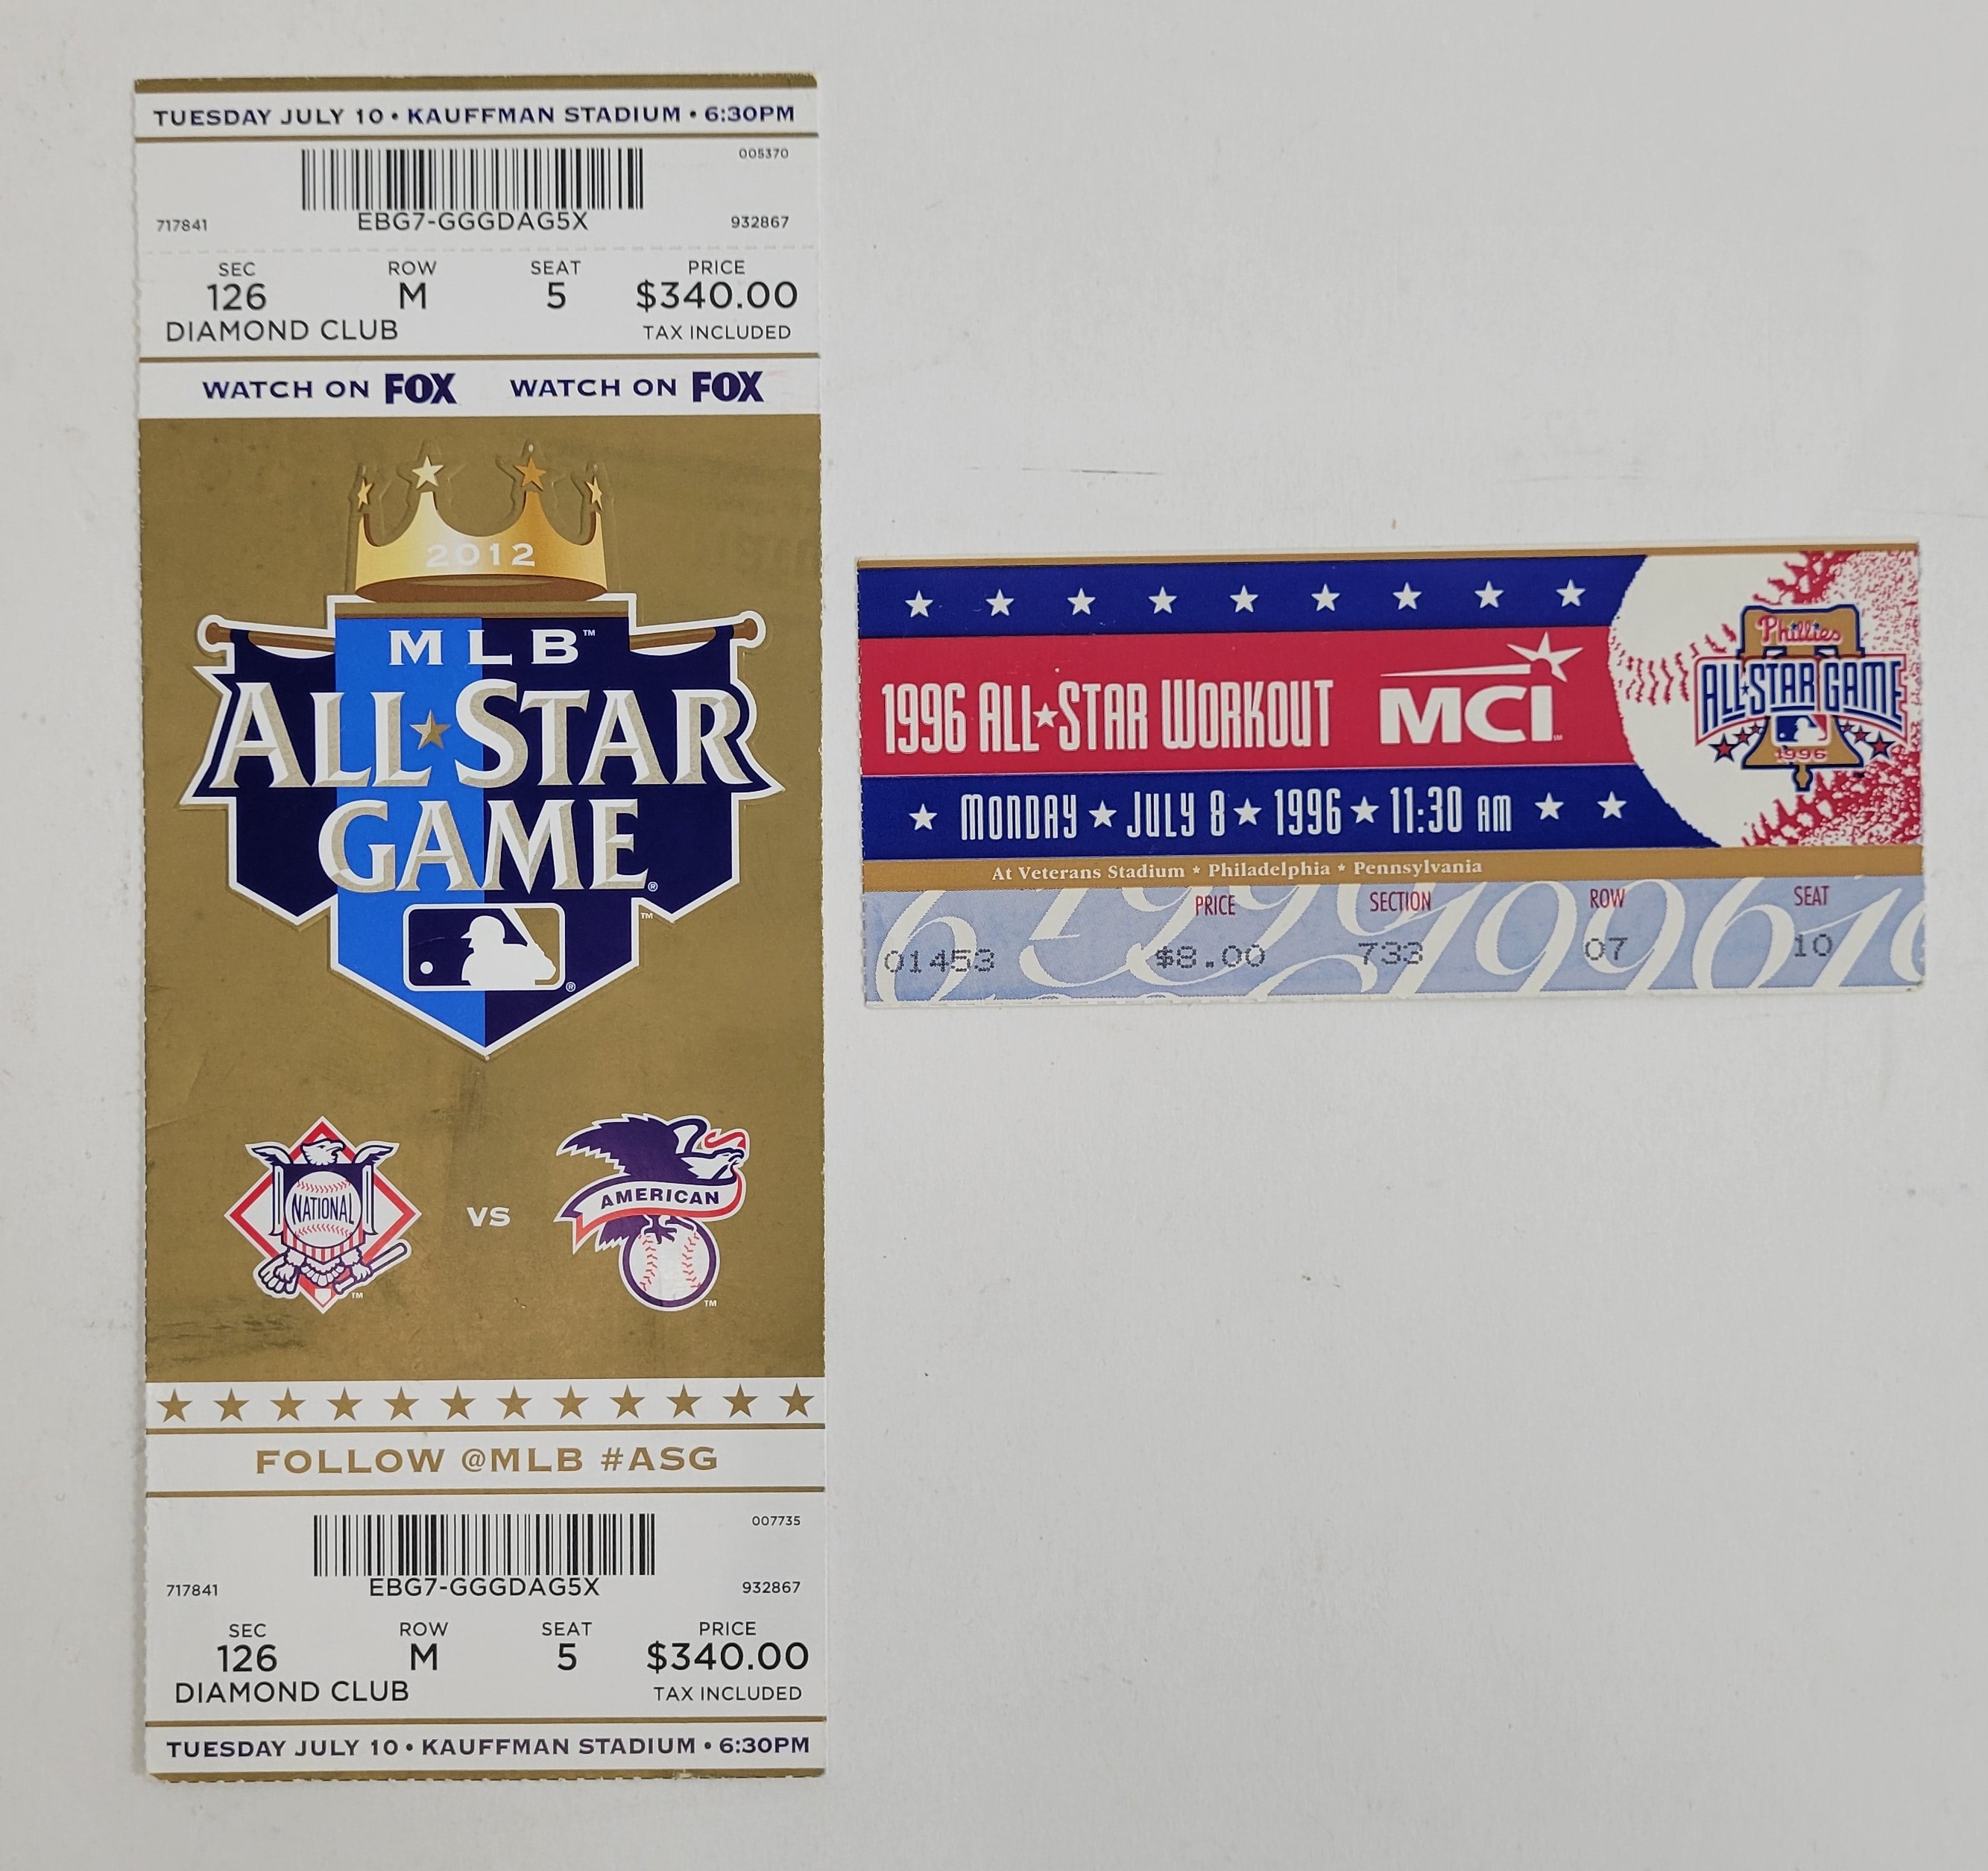 TUESDAY JULY 10 • KAUFFMAN STADIUM • 6:30PM
005370
EBG7-GGGDAG5X
717841 932867
SEC ROW SEAT PRICE
126 M 5 $340.00
DIAMOND CLUB TAX INCLUDED
WATCH ON FOX WATCH ON FOX
2012
MLB™
ALL★STAR
GAME®
™
®
NATIONAL
™
VS
AMERICAN
™
FOLLOW @MLB #ASG
007735
EBG7-GGGDAG5X
717841 932867
SEC ROW SEAT PRICE
126 M 5 $340.00
DIAMOND CLUB TAX INCLUDED
TUESDAY JULY 10 • KAUFFMAN STADIUM • 6:30PM
1996 ALL★STAR WORKOUT MCI℠
MONDAY ★ JULY 8 ★ 1996 ★ 11:30 AM
At Veterans Stadium * Philadelphia * Pennsylvania
Phillies
ALL★STAR GAME
1996
PRICE SECTION ROW SEAT
01453 $8.00 733 07 10